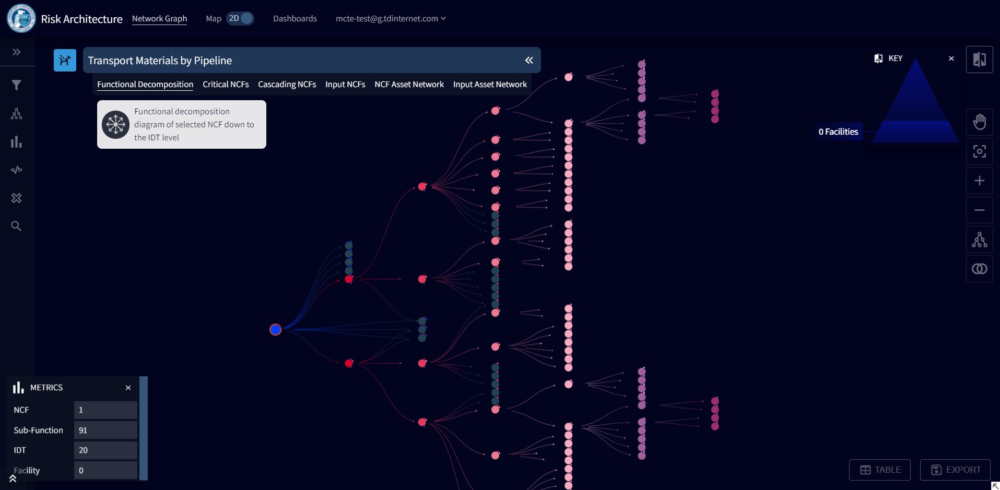 Risk Architecture
Network Graph
Map
2D
Dashboards
mcte-test@g.tdinternet.com
Transport Materials by Pipeline
Functional Decomposition
Critical NCFs
Cascading NCFs
Input NCFs
NCF Asset Network
Input Asset Network
Functional decomposition
diagram of selected NCF down to
the IDT level
KEY
0 Facilities
METRICS
NCF
1
Sub-Function
91
IDT
20
Facility
0
TABLE
EXPORT